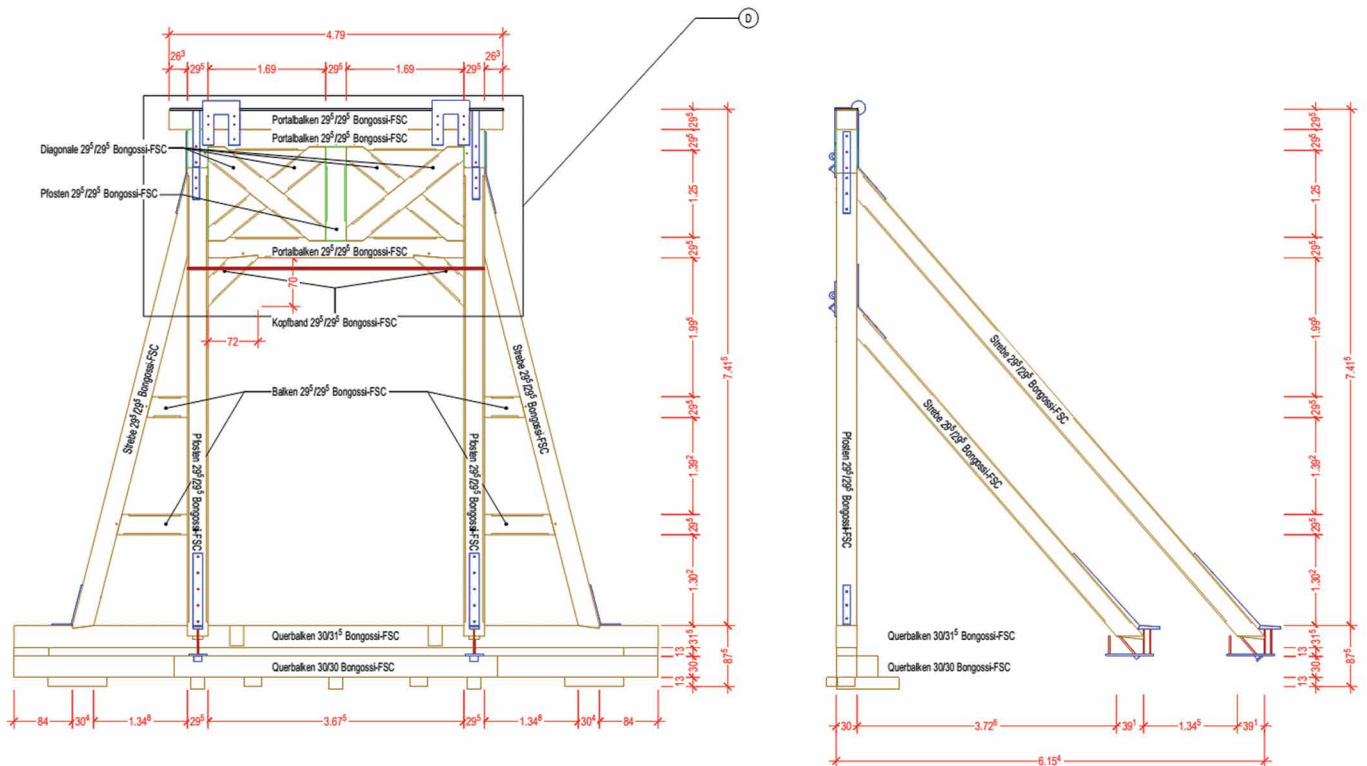 D
4.79
26³ 29⁵ 1.69 29⁵ 1.69 29⁵ 26³
Portalbalken 29⁵/29⁵ Bongossi-FSC
Portalbalken 29⁵/29⁵ Bongossi-FSC
Diagonale 29⁵/29⁵ Bongossi-FSC
Pfosten 29⁵/29⁵ Bongossi-FSC
Portalbalken 29⁵/29⁵ Bongossi-FSC
70
Kopfband 29⁵/29⁵ Bongossi-FSC
72
Balken 29⁵/29⁵ Bongossi-FSC
Strebe 29⁵/29⁵ Bongossi-FSC
Strebe 29⁵/29⁵ Bongossi-FSC
Pfosten 29⁵/29⁵ Bongossi-FSC
Pfosten 29⁵/29⁵ Bongossi-FSC
Querbalken 30/31⁵ Bongossi-FSC
Querbalken 30/30 Bongossi-FSC
84 30⁴ 1.34⁸ 29⁵ 3.67⁵ 29⁵ 1.34⁸ 30⁴ 84
29⁵
29⁵
1.25
29⁵
1.99⁵
29⁵
1.39²
29⁵
1.30²
31⁵
13
30
13
7.41⁵
87⁵
Strebe 29⁵/29⁵ Bongossi-FSC
Strebe 29⁵/29⁵ Bongossi-FSC
Pfosten 29⁵/29⁵ Bongossi-FSC
Querbalken 30/31⁵ Bongossi-FSC
Querbalken 30/30 Bongossi-FSC
30 3.72⁶ 39¹ 1.34⁵ 39¹
6.15⁴
29⁵
29⁵
1.25
29⁵
1.99⁵
29⁵
1.39²
29⁵
1.30²
31⁵
13
30
13
7.41⁵
87⁵